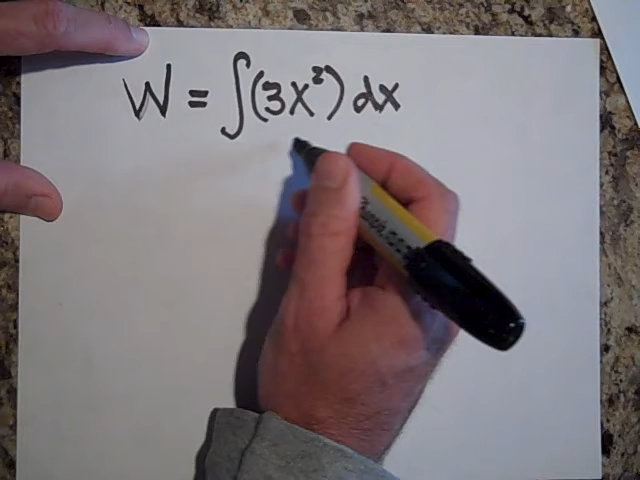 W = ∫(3x²) dx